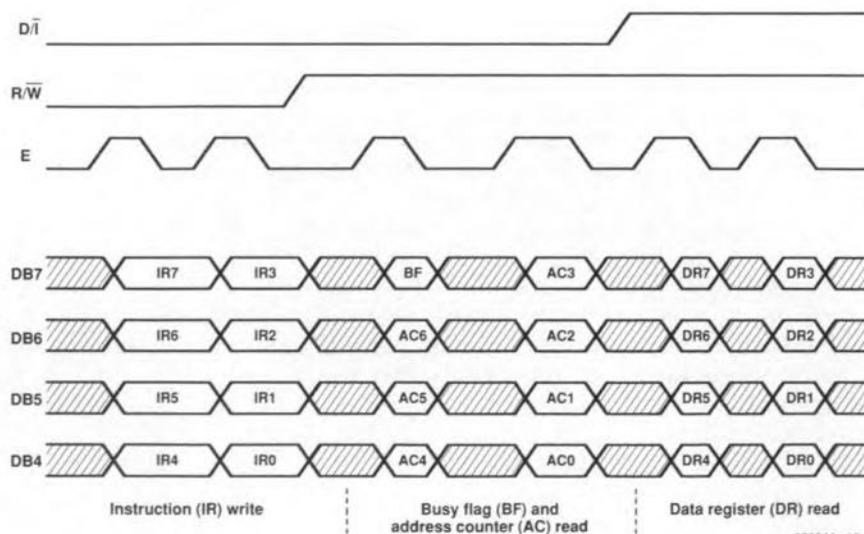 D/I
R/W
E
DB7 IR7 IR3 BF AC3 DR7 DR3
DB6 IR6 IR2 AC6 AC2 DR6 DR2
DB5 IR5 IR1 AC5 AC1 DR5 DR1
DB4 IR4 IR0 AC4 AC0 DR4 DR0
Instruction (IR) write
Busy flag (BF) and
address counter (AC) read
Data register (DR) read